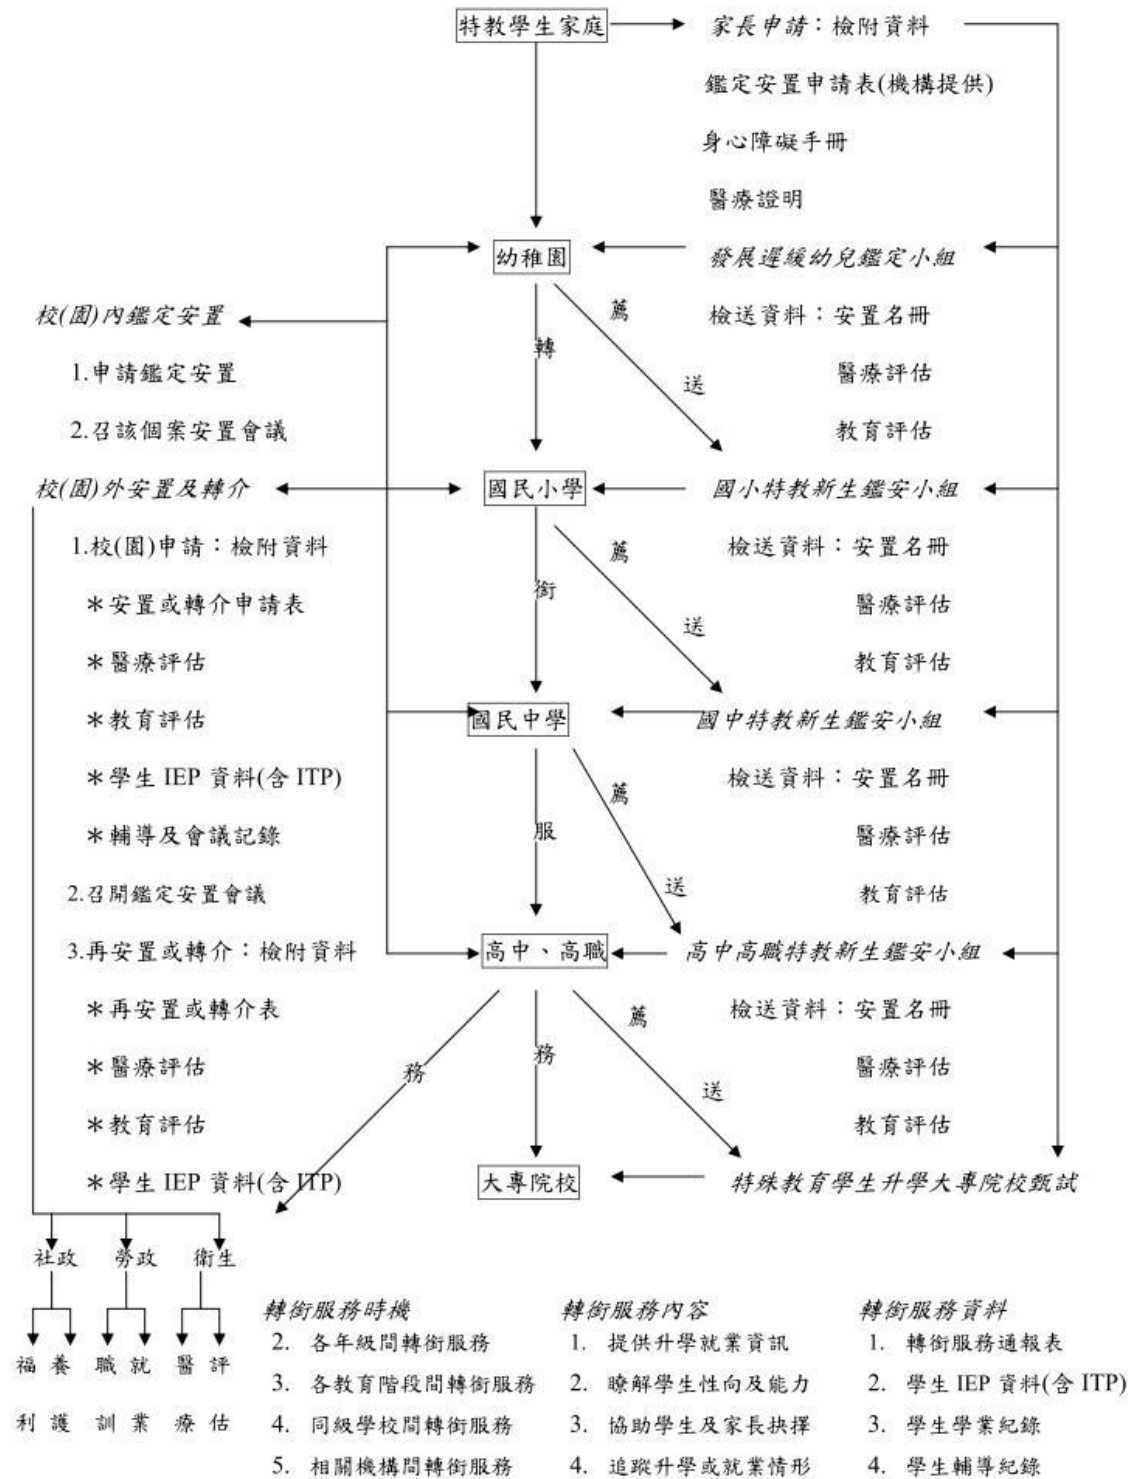 特教學生家庭
家長申請：檢附資料
鑑定安置申請表(機構提供)
身心障礙手冊
醫療證明
幼稚園
發展遲緩幼兒鑑定小組
校(園)內鑑定安置
薦
檢送資料：安置名冊
轉
1.申請鑑定安置
送
醫療評估
2.召該個案安置會議
教育評估
校(園)外安置及轉介
國民小學
國小特教新生鑑安小組
1.校(園)申請：檢附資料
薦
檢送資料：安置名冊
銜
＊安置或轉介申請表
醫療評估
送
＊醫療評估
教育評估
＊教育評估
國民中學
國中特教新生鑑安小組
＊學生 IEP 資料(含 ITP)
薦
檢送資料：安置名冊
＊輔導及會議記錄
服
醫療評估
2.召開鑑定安置會議
送
教育評估
3.再安置或轉介：檢附資料
高中、高職
高中高職特教新生鑑安小組
＊再安置或轉介表
薦
檢送資料：安置名冊
＊醫療評估
務
務
醫療評估
送
＊教育評估
教育評估
＊學生 IEP 資料(含 ITP)
大專院校
特殊教育學生升學大專院校甄試
社政 勞政 衛生
福利 養護 職訓 就業 醫療 評估
轉銜服務時機
2. 各年級間轉銜服務
3. 各教育階段間轉銜服務
4. 同級學校間轉銜服務
5. 相關機構間轉銜服務
轉銜服務內容
1. 提供升學就業資訊
2. 瞭解學生性向及能力
3. 協助學生及家長抉擇
4. 追蹤升學或就業情形
轉銜服務資料
1. 轉銜服務通報表
2. 學生 IEP 資料(含 ITP)
3. 學生學業紀錄
4. 學生輔導紀錄